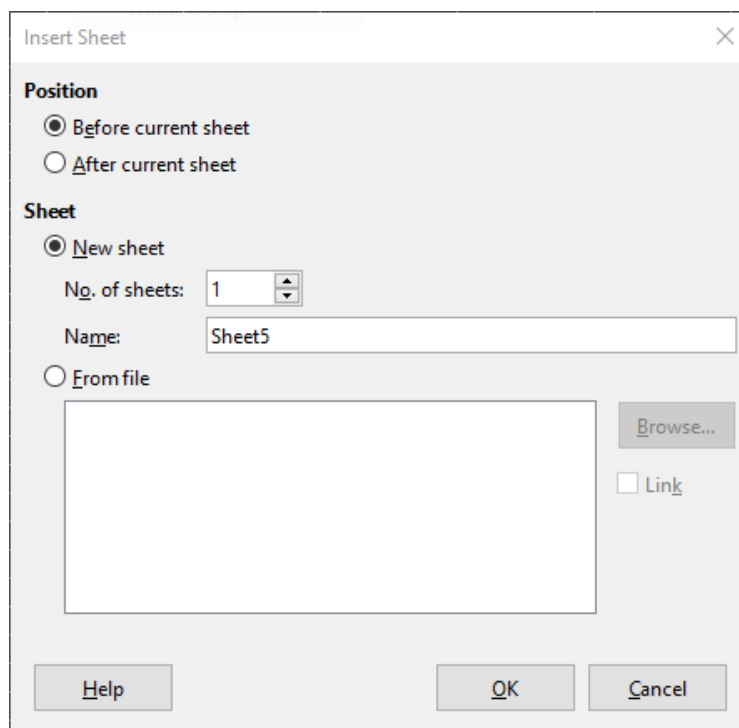 Insert Sheet
Position
Before current sheet
After current sheet
Sheet
New sheet
No. of sheets: 1
Name: Sheet5
From file
Browse...
Link
Help OK Cancel